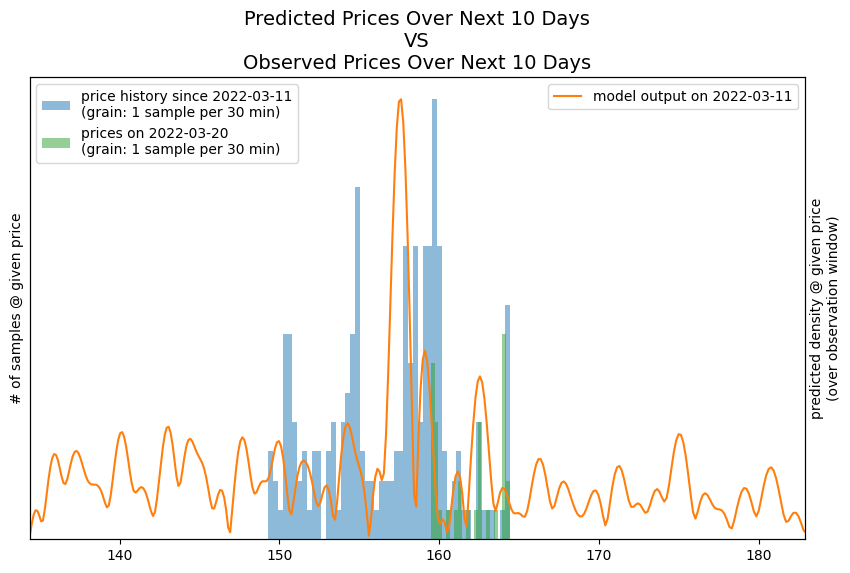 Predicted Prices Over Next 10 Days
VS
Observed Prices Over Next 10 Days
price history since 2022-03-11
(grain: 1 sample per 30 min)
prices on 2022-03-20
(grain: 1 sample per 30 min)
model output on 2022-03-11
# of samples @ given price
predicted density @ given price
(over observation window)
140
150
160
170
180